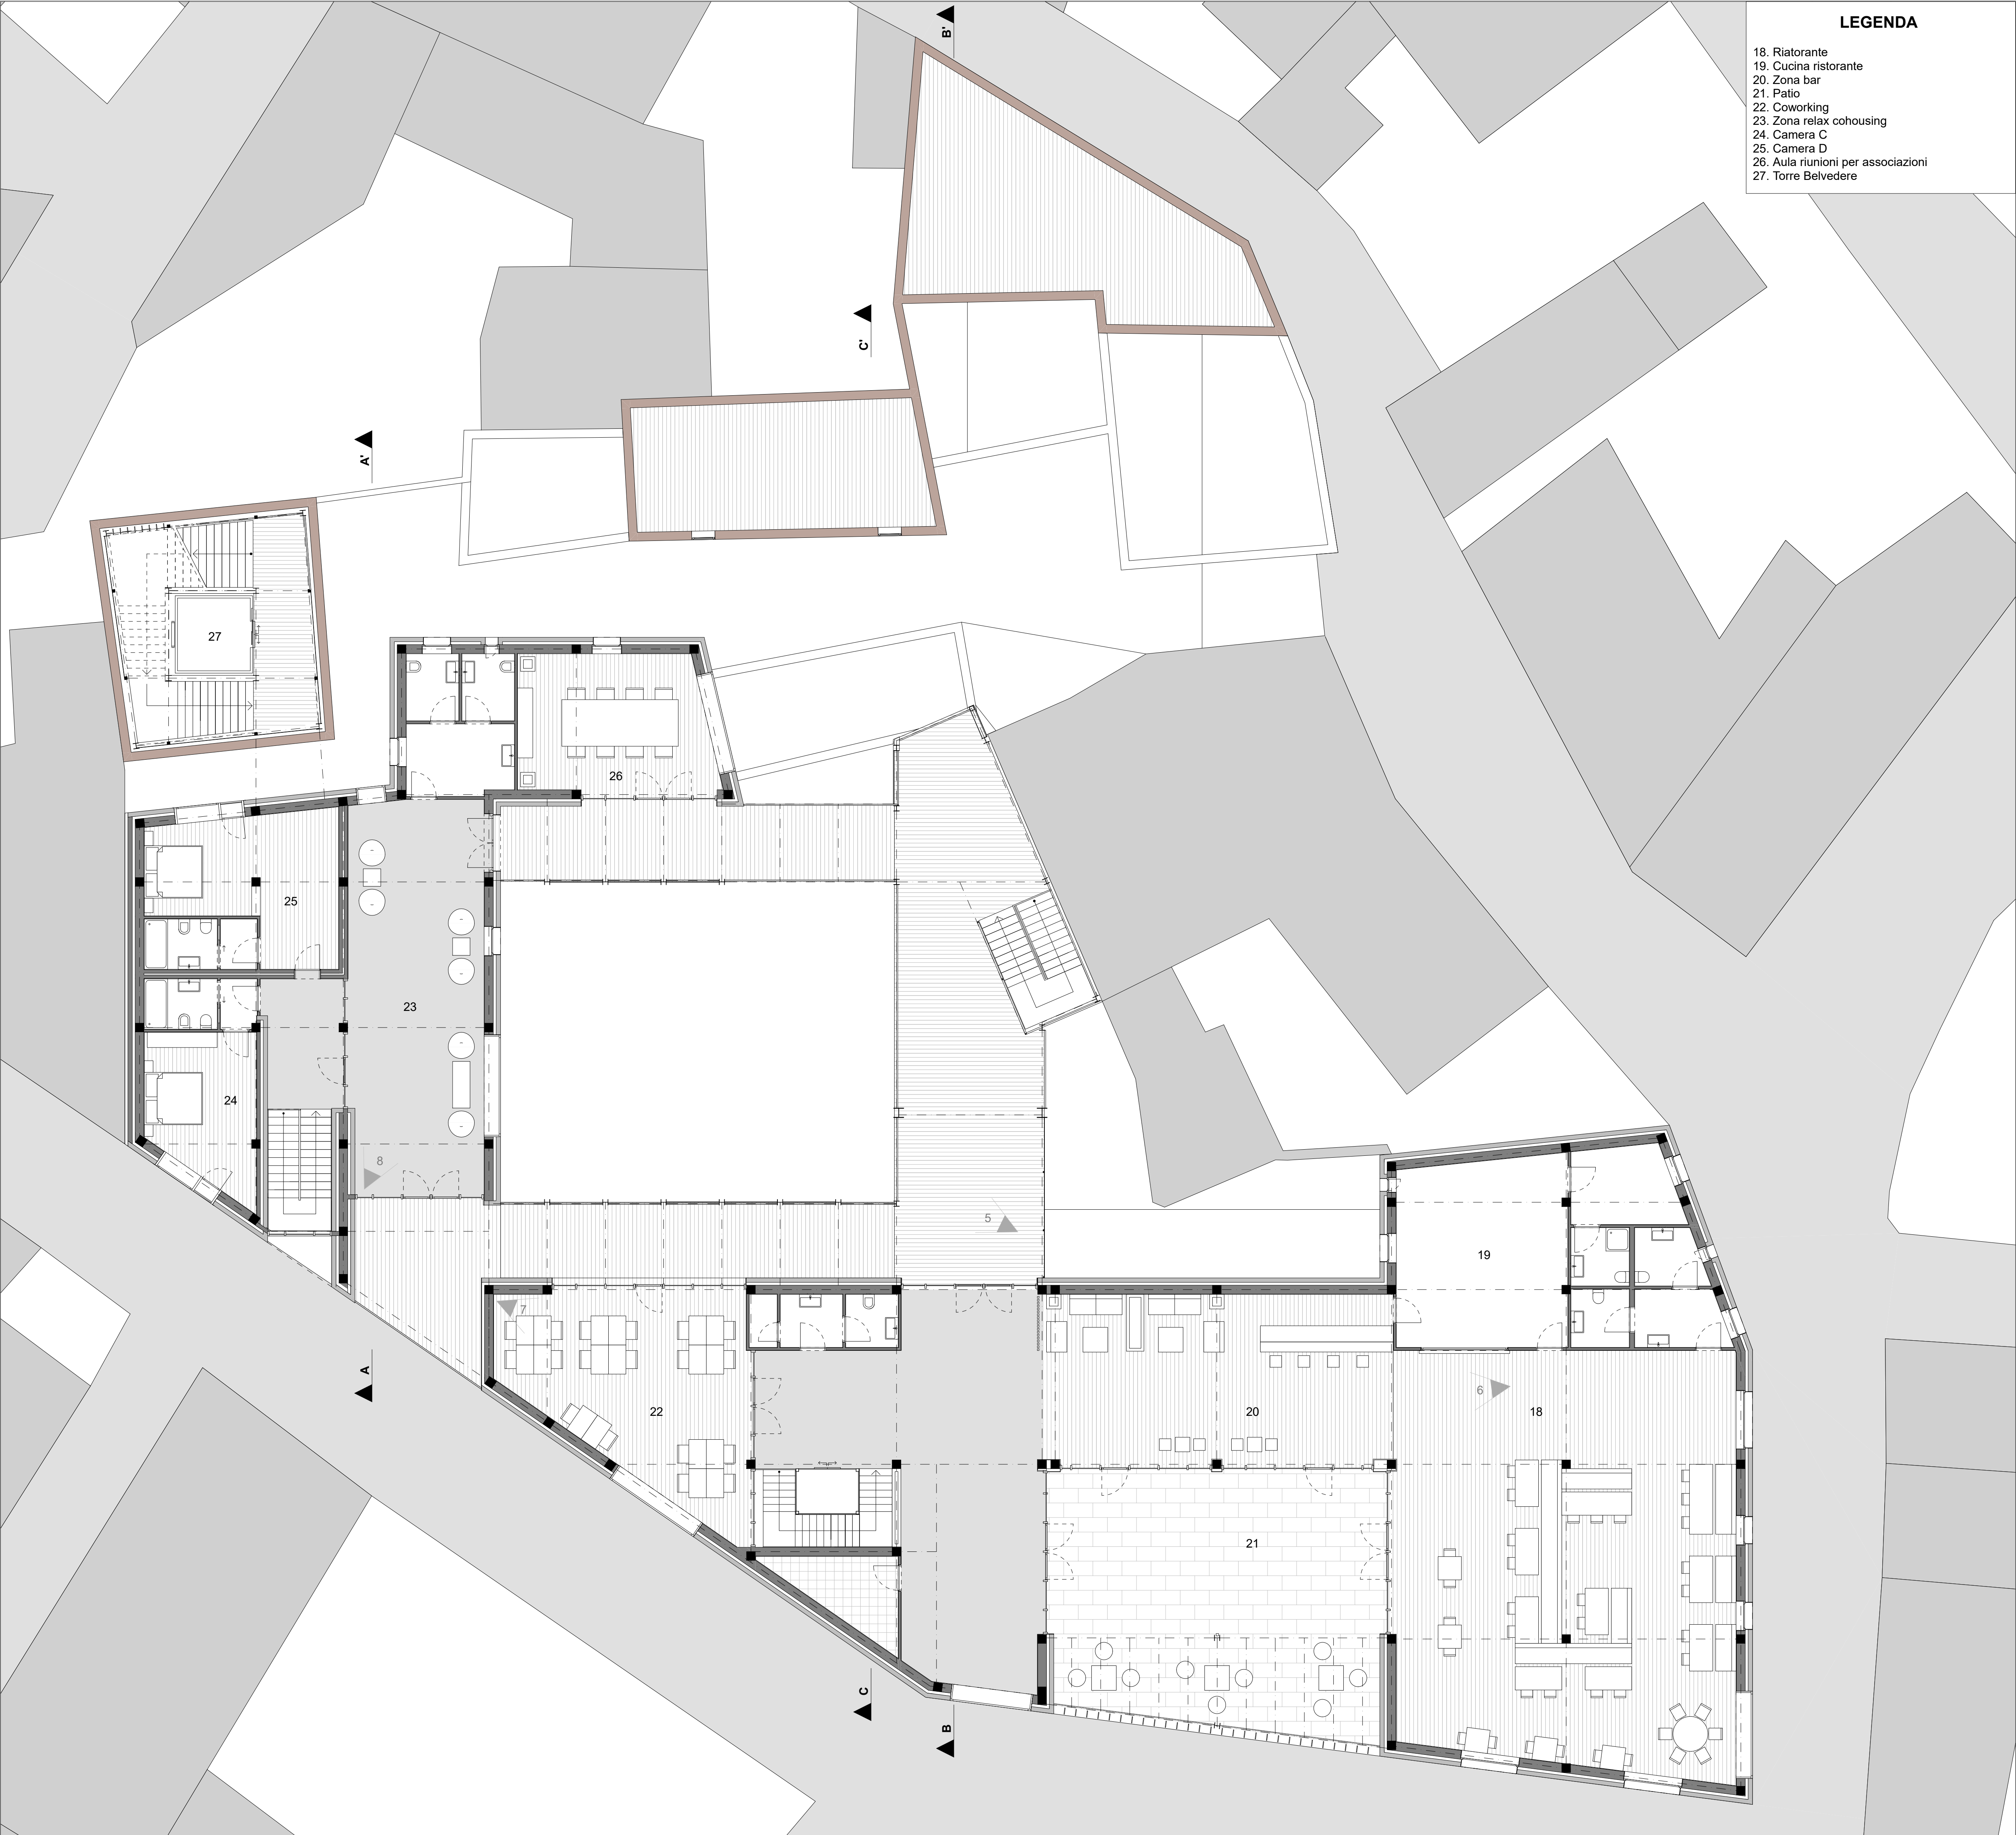 B'
LEGENDA
18. Riatorante
19. Cucina ristorante
20. Zona bar
21. Patio
22. Coworking
23. Zona relax cohousing
24. Camera C
25. Camera D
26. Aula riunioni per associazioni
27. Torre Belvedere
C'
A'
27
26
25
23
24
8
5
19
7
A
6
22
20
18
21
C
B